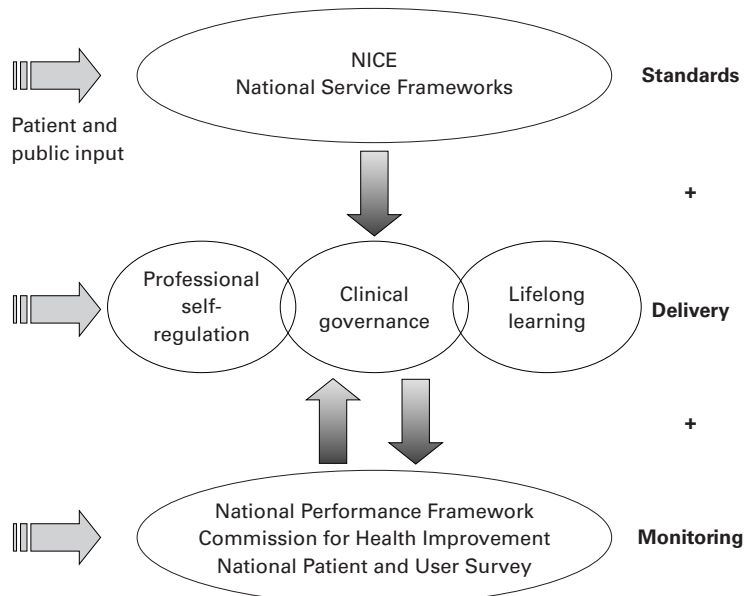 NICE
National Service Frameworks
Standards
Patient and
public input
+
Professional
self-
regulation
Clinical
governance
Lifelong
learning
Delivery
+
National Performance Framework
Commission for Health Improvement
National Patient and User Survey
Monitoring